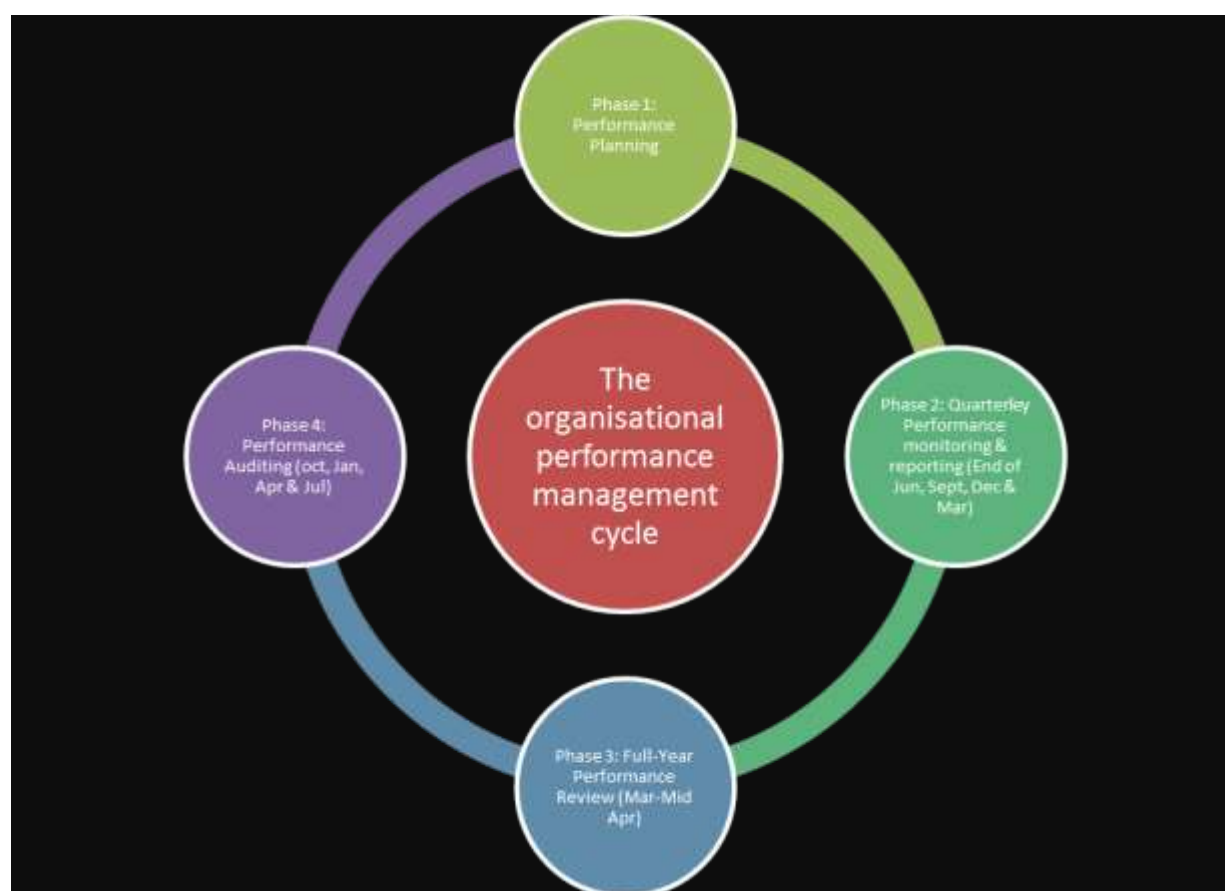 Phase 1:
Performance
Planning
The
organisational
performance
management
cycle
Phase 2: Quarterley
Performance
monitoring &
reporting (End of
Jun, Sept, Dec &
Mar)
Phase 3: Full-Year
Performance
Review (Mar-Mid
Apr)
Phase 4:
Performance
Auditing (oct, Jan,
Apr & Jul)